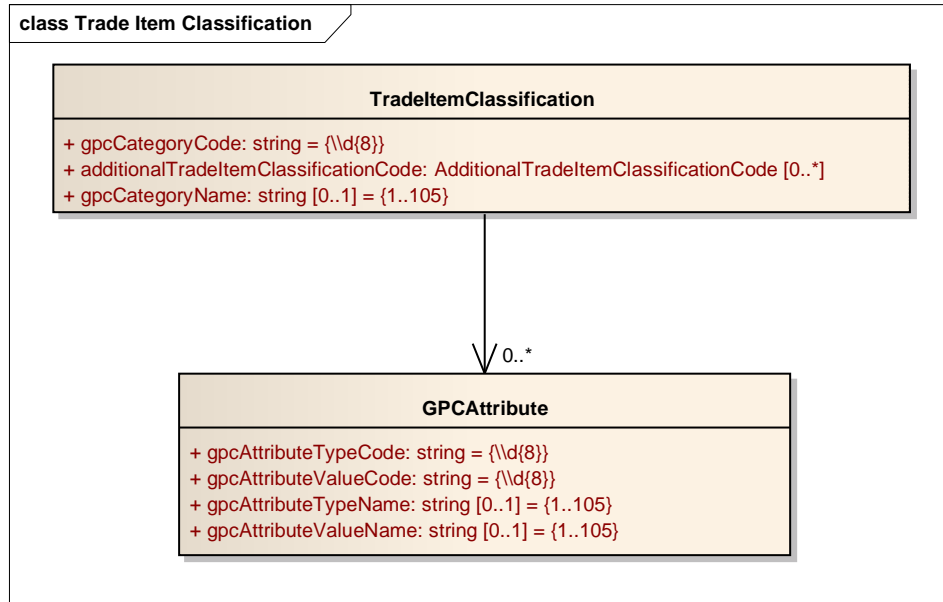 class Trade Item Classification
TradeItemClassification
+ gpcCategoryCode: string = {\\d{8}}
+ additionalTradeItemClassificationCode: AdditionalTradeItemClassificationCode [0..*]
+ gpcCategoryName: string [0..1] = {1..105}
0..*
GPCAttribute
+ gpcAttributeTypeCode: string = {\\d{8}}
+ gpcAttributeValueCode: string = {\\d{8}}
+ gpcAttributeTypeName: string [0..1] = {1..105}
+ gpcAttributeValueName: string [0..1] = {1..105}